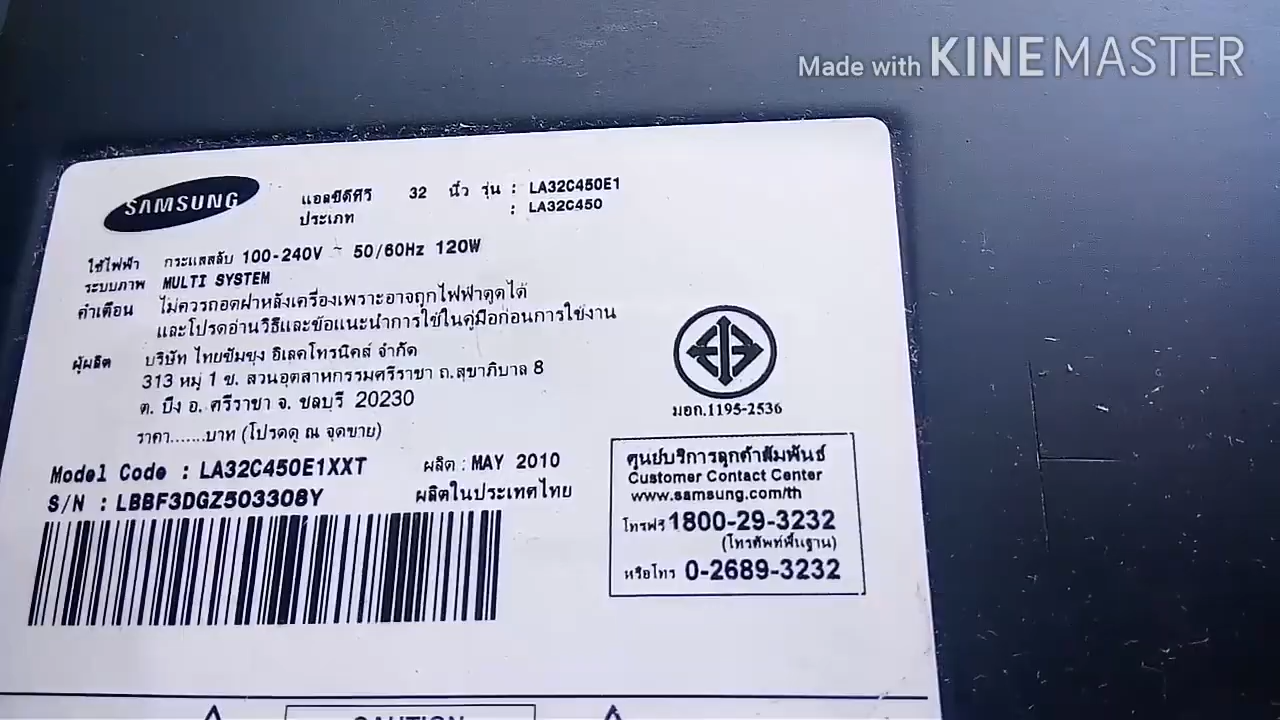 Made with KINEMASTER
SAMSUNG
แอลซีดีทีวี 32 นิ้ว รุ่น : LA32C450E1
ประเภท : LA32C450
ใช้ไฟฟ้า กระแสสลับ 100-240V ~ 50/60Hz 120W
ระบบภาพ MULTI SYSTEM
คำเตือน ไม่ควรถอดฝาหลังเครื่องเพราะอาจถูกไฟฟ้าดูดได้
และโปรดอ่านวิธีและข้อแนะนำการใช้ในคู่มือก่อนการใช้งาน
ผู้ผลิต บริษัท ไทยซัมซุง อิเลคโทรนิคส์ จำกัด
313 หมู่ 1 ซ. สวนอุตสาหกรรมศรีราชา ถ.สุขาภิบาล 8
ต. บึง อ. ศรีราชา จ. ชลบุรี 20230
ราคา.......บาท (โปรดดู ณ จุดขาย)
มอก.1195-2536
Model Code : LA32C450E1XXT ผลิต : MAY 2010
S/N : LBBF3DGZ503308Y ผลิตในประเทศไทย
ศูนย์บริการลูกค้าสัมพันธ์
Customer Contact Center
www.samsung.com/th
โทรฟรี 1800-29-3232
(โทรศัพท์พื้นฐาน)
หรือโทร 0-2689-3232
CAUTION